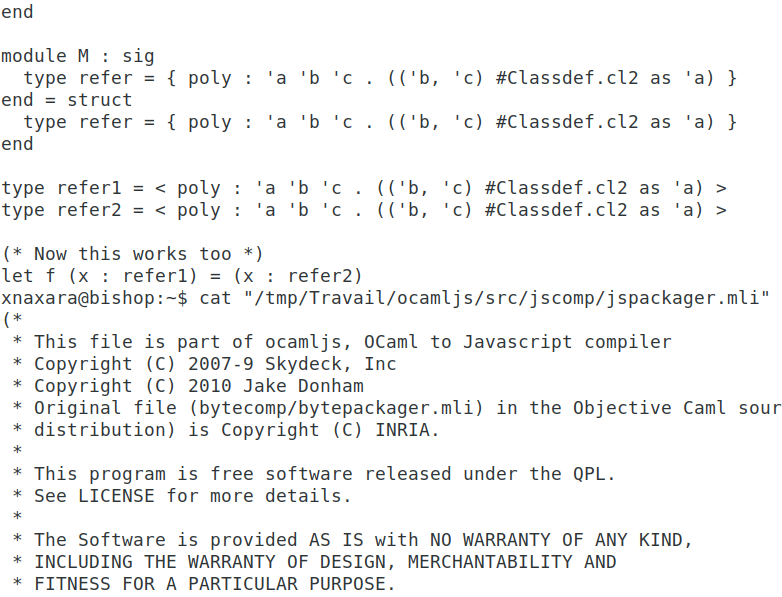 end

module M : sig
  type refer = { poly : 'a 'b 'c . (('b, 'c) #Classdef.cl2 as 'a) }
end = struct
  type refer = { poly : 'a 'b 'c . (('b, 'c) #Classdef.cl2 as 'a) }
end

type refer1 = < poly : 'a 'b 'c . (('b, 'c) #Classdef.cl2 as 'a) >
type refer2 = < poly : 'a 'b 'c . (('b, 'c) #Classdef.cl2 as 'a) >

(* Now this works too *)
let f (x : refer1) = (x : refer2)
xnaxara@bishop:~$ cat "/tmp/Travail/ocamljs/src/jscomp/jspackager.mli"
(*
 * This file is part of ocamljs, OCaml to Javascript compiler
 * Copyright (C) 2007-9 Skydeck, Inc
 * Copyright (C) 2010 Jake Donham
 * Original file (bytecomp/bytepackager.mli) in the Objective Caml sour
 * distribution) is Copyright (C) INRIA.
 *
 * This program is free software released under the QPL.
 * See LICENSE for more details.
 *
 * The Software is provided AS IS with NO WARRANTY OF ANY KIND,
 * INCLUDING THE WARRANTY OF DESIGN, MERCHANTABILITY AND
 * FITNESS FOR A PARTICULAR PURPOSE.